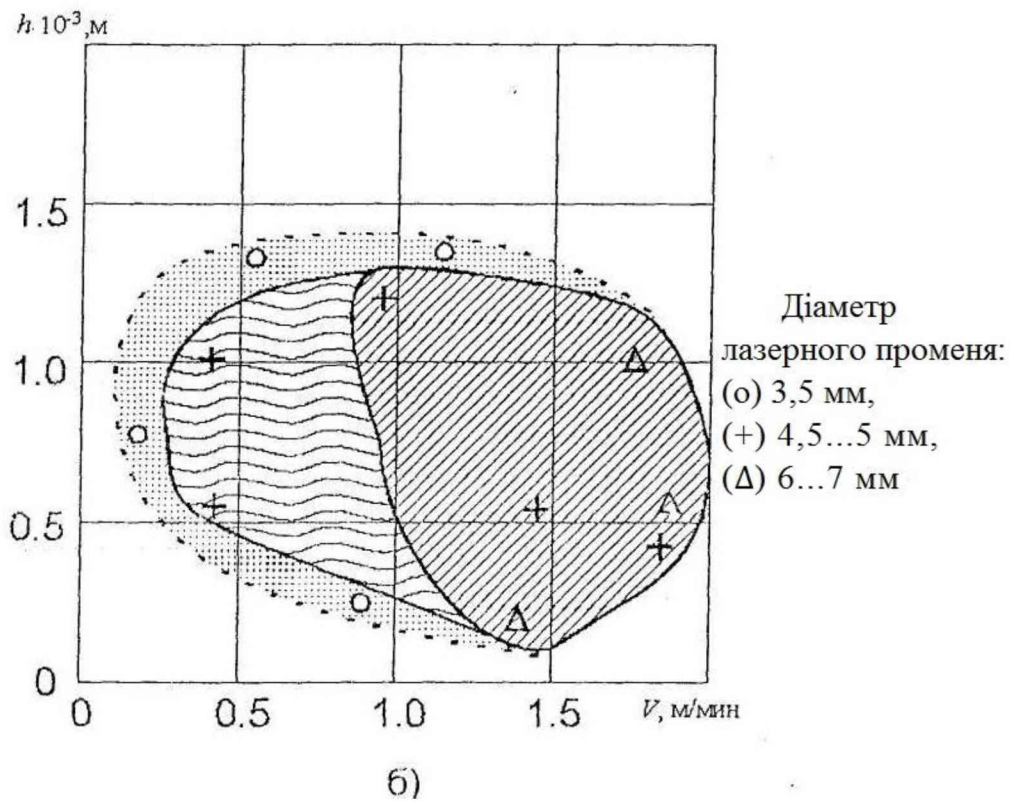 h·10⁻³,м
1.5
1.0
0.5
0
0
0.5
1.0
1.5
V, м/мин
Діаметр
лазерного променя:
(о) 3,5 мм,
(+) 4,5...5 мм,
(Δ) 6...7 мм
б)